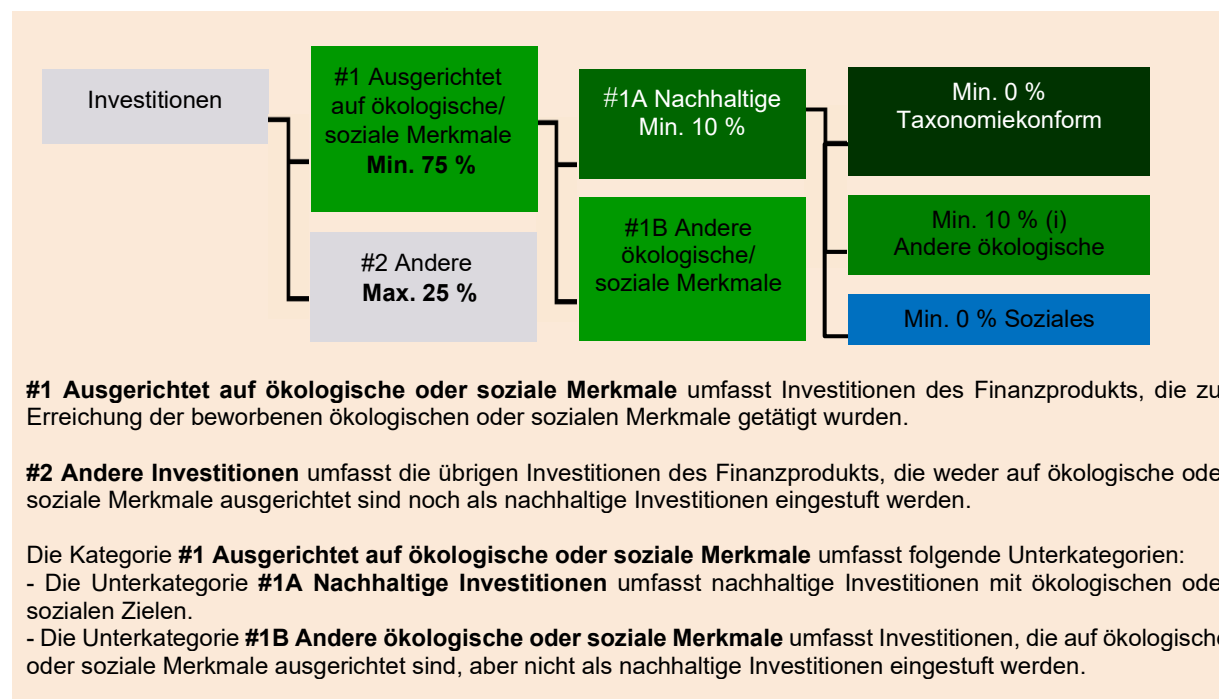 Investitionen
#1 Ausgerichtet
auf ökologische/
soziale Merkmale
Min. 75 %
#2 Andere
Max. 25 %
#1A Nachhaltige
Min. 10 %
#1B Andere
ökologische/
soziale Merkmale
Min. 0 %
Taxonomiekonform
Min. 10 % (i)
Andere ökologische
Min. 0 % Soziales
#1 Ausgerichtet auf ökologische oder soziale Merkmale umfasst Investitionen des Finanzprodukts, die zu
Erreichung der beworbenen ökologischen oder sozialen Merkmale getätigt wurden.
#2 Andere Investitionen umfasst die übrigen Investitionen des Finanzprodukts, die weder auf ökologische ode
soziale Merkmale ausgerichtet sind noch als nachhaltige Investitionen eingestuft werden.
Die Kategorie #1 Ausgerichtet auf ökologische oder soziale Merkmale umfasst folgende Unterkategorien:
- Die Unterkategorie #1A Nachhaltige Investitionen umfasst nachhaltige Investitionen mit ökologischen ode
sozialen Zielen.
- Die Unterkategorie #1B Andere ökologische oder soziale Merkmale umfasst Investitionen, die auf ökologische
oder soziale Merkmale ausgerichtet sind, aber nicht als nachhaltige Investitionen eingestuft werden.